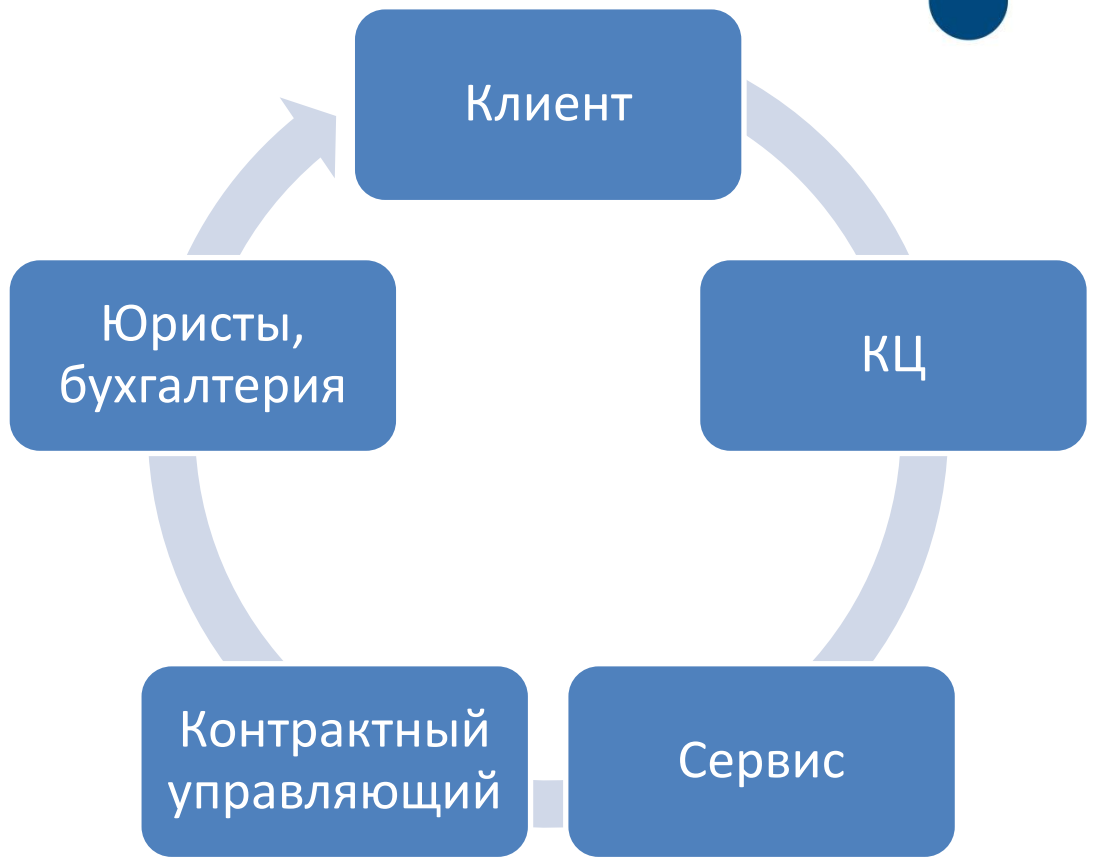 Клиент
КЦ
Сервис
Контрактный
управляющий
Юристы,
бухгалтерия